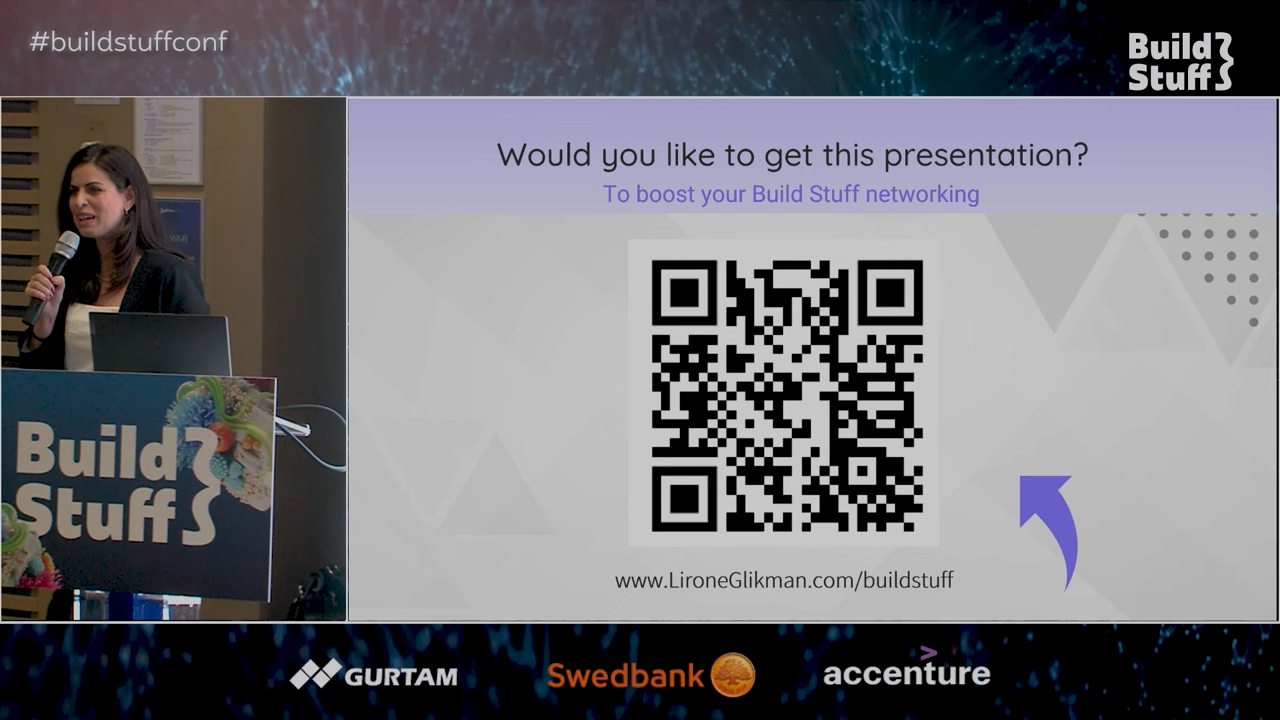 #buildstuffconf
Build
Stuff
Would you like to get this presentation?
To boost your Build Stuff networking
www.LironeGlikman.com/buildstuff
Build
Stuff
GURTAM
Swedbank
accenture